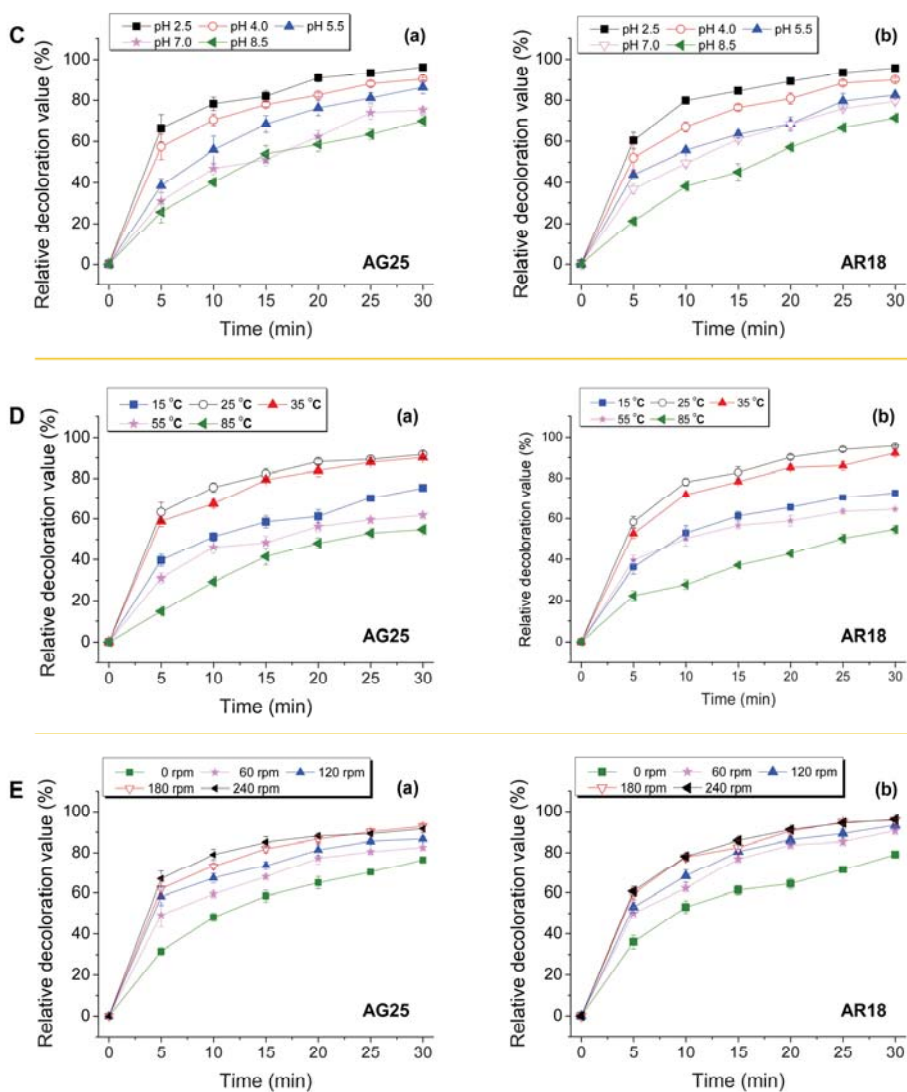 C
pH 2.5 pH 4.0 pH 5.5
pH 7.0 pH 8.5
(a)
Relative decoloration value (%)
100
80
60
40
20
0
AG25
0 5 10 15 20 25 30
Time (min)
pH 2.5 pH 4.0 pH 5.5
pH 7.0 pH 8.5
(b)
Relative decoloration value (%)
100
80
60
40
20
0
AR18
0 5 10 15 20 25 30
Time (min)
D
15 °C 25 °C 35 °C
55 °C 85 °C
(a)
Relative decoloration value (%)
100
80
60
40
20
0
AG25
0 5 10 15 20 25 30
Time (min)
15 °C 25 °C 35 °C
55 °C 85 °C
(b)
Relative decoloration value (%)
100
80
60
40
20
0
AR18
0 5 10 15 20 25 30
Time (min)
E
0 rpm 60 rpm 120 rpm
180 rpm 240 rpm
(a)
Relative decoloration value (%)
100
80
60
40
20
0
AG25
0 5 10 15 20 25 30
Time (min)
0 rpm 60 rpm 120 rpm
180 rpm 240 rpm
(b)
Relative decoloration value (%)
100
80
60
40
20
0
AR18
0 5 10 15 20 25 30
Time (min)